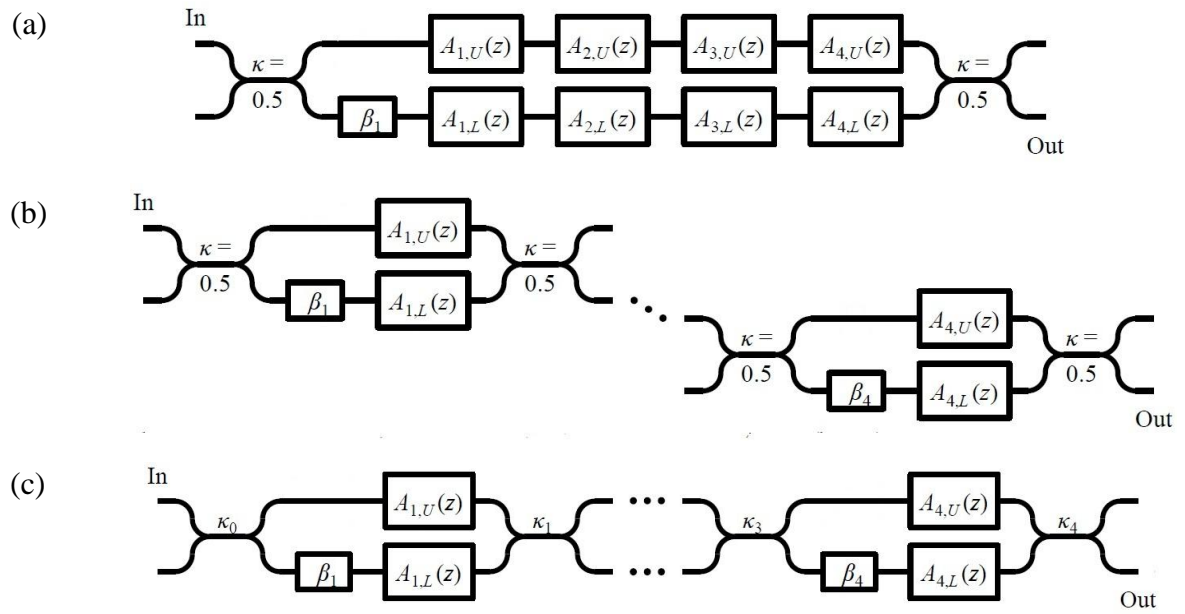 (a)
In
κ =
0.5
β₁
A₁,U(z)
A₂,U(z)
A₃,U(z)
A₄,U(z)
A₁,L(z)
A₂,L(z)
A₃,L(z)
A₄,L(z)
κ =
0.5
Out
(b)
In
κ =
0.5
β₁
A₁,U(z)
A₁,L(z)
κ =
0.5
κ =
0.5
β₄
A₄,U(z)
A₄,L(z)
κ =
0.5
Out
(c)
In
κ₀
β₁
A₁,U(z)
A₁,L(z)
κ₁
κ₃
β₄
A₄,U(z)
A₄,L(z)
κ₄
Out